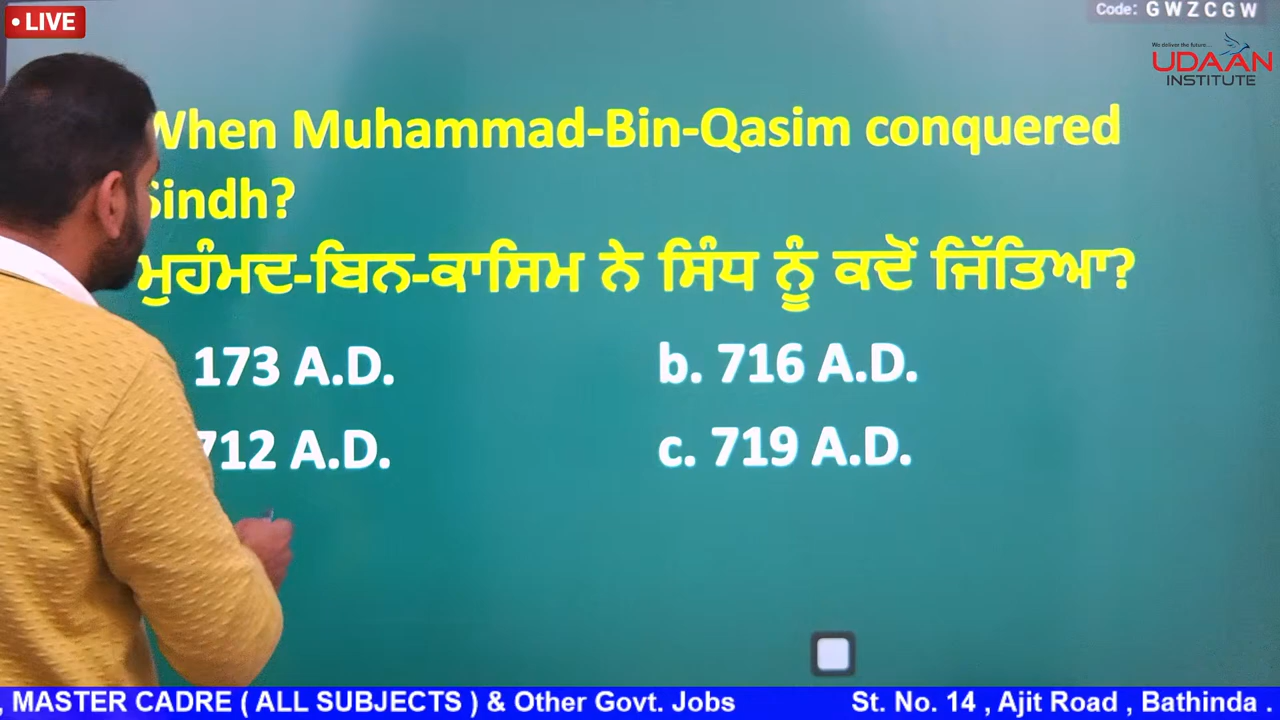 • LIVE
Code: G W Z C G W
We deliver the future...
UDAAN
INSTITUTE
When Muhammad-Bin-Qasim conquered
Sindh?
ਮੁਹੰਮਦ-ਬਿਨ-ਕਾਸਿਮ ਨੇ ਸਿੰਧ ਨੂੰ ਕਦੋਂ ਜਿੱਤਿਆ?
173 A.D. b. 716 A.D.
712 A.D. c. 719 A.D.
, MASTER CADRE ( ALL SUBJECTS ) & Other Govt. Jobs St. No. 14 , Ajit Road , Bathinda .